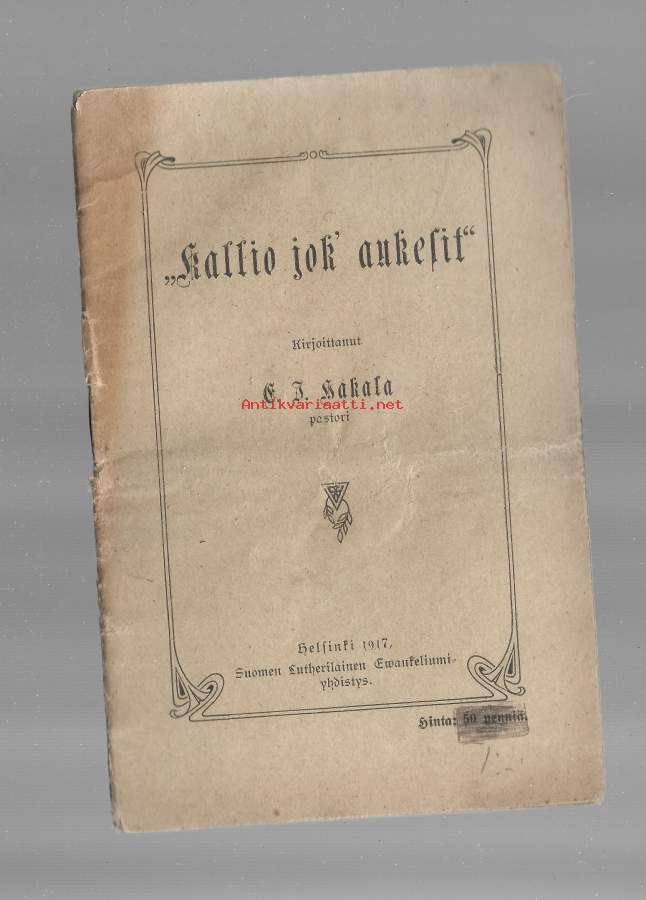 „Kallio jok' aukesit“
Kirjoittanut
E. J. Hakala
Antikvariaatti.net
pastori
Helsinki 1917,
Suomen Lutherilainen Ewankeliumi-
yhdistys.
Hinta: 50 penniä.